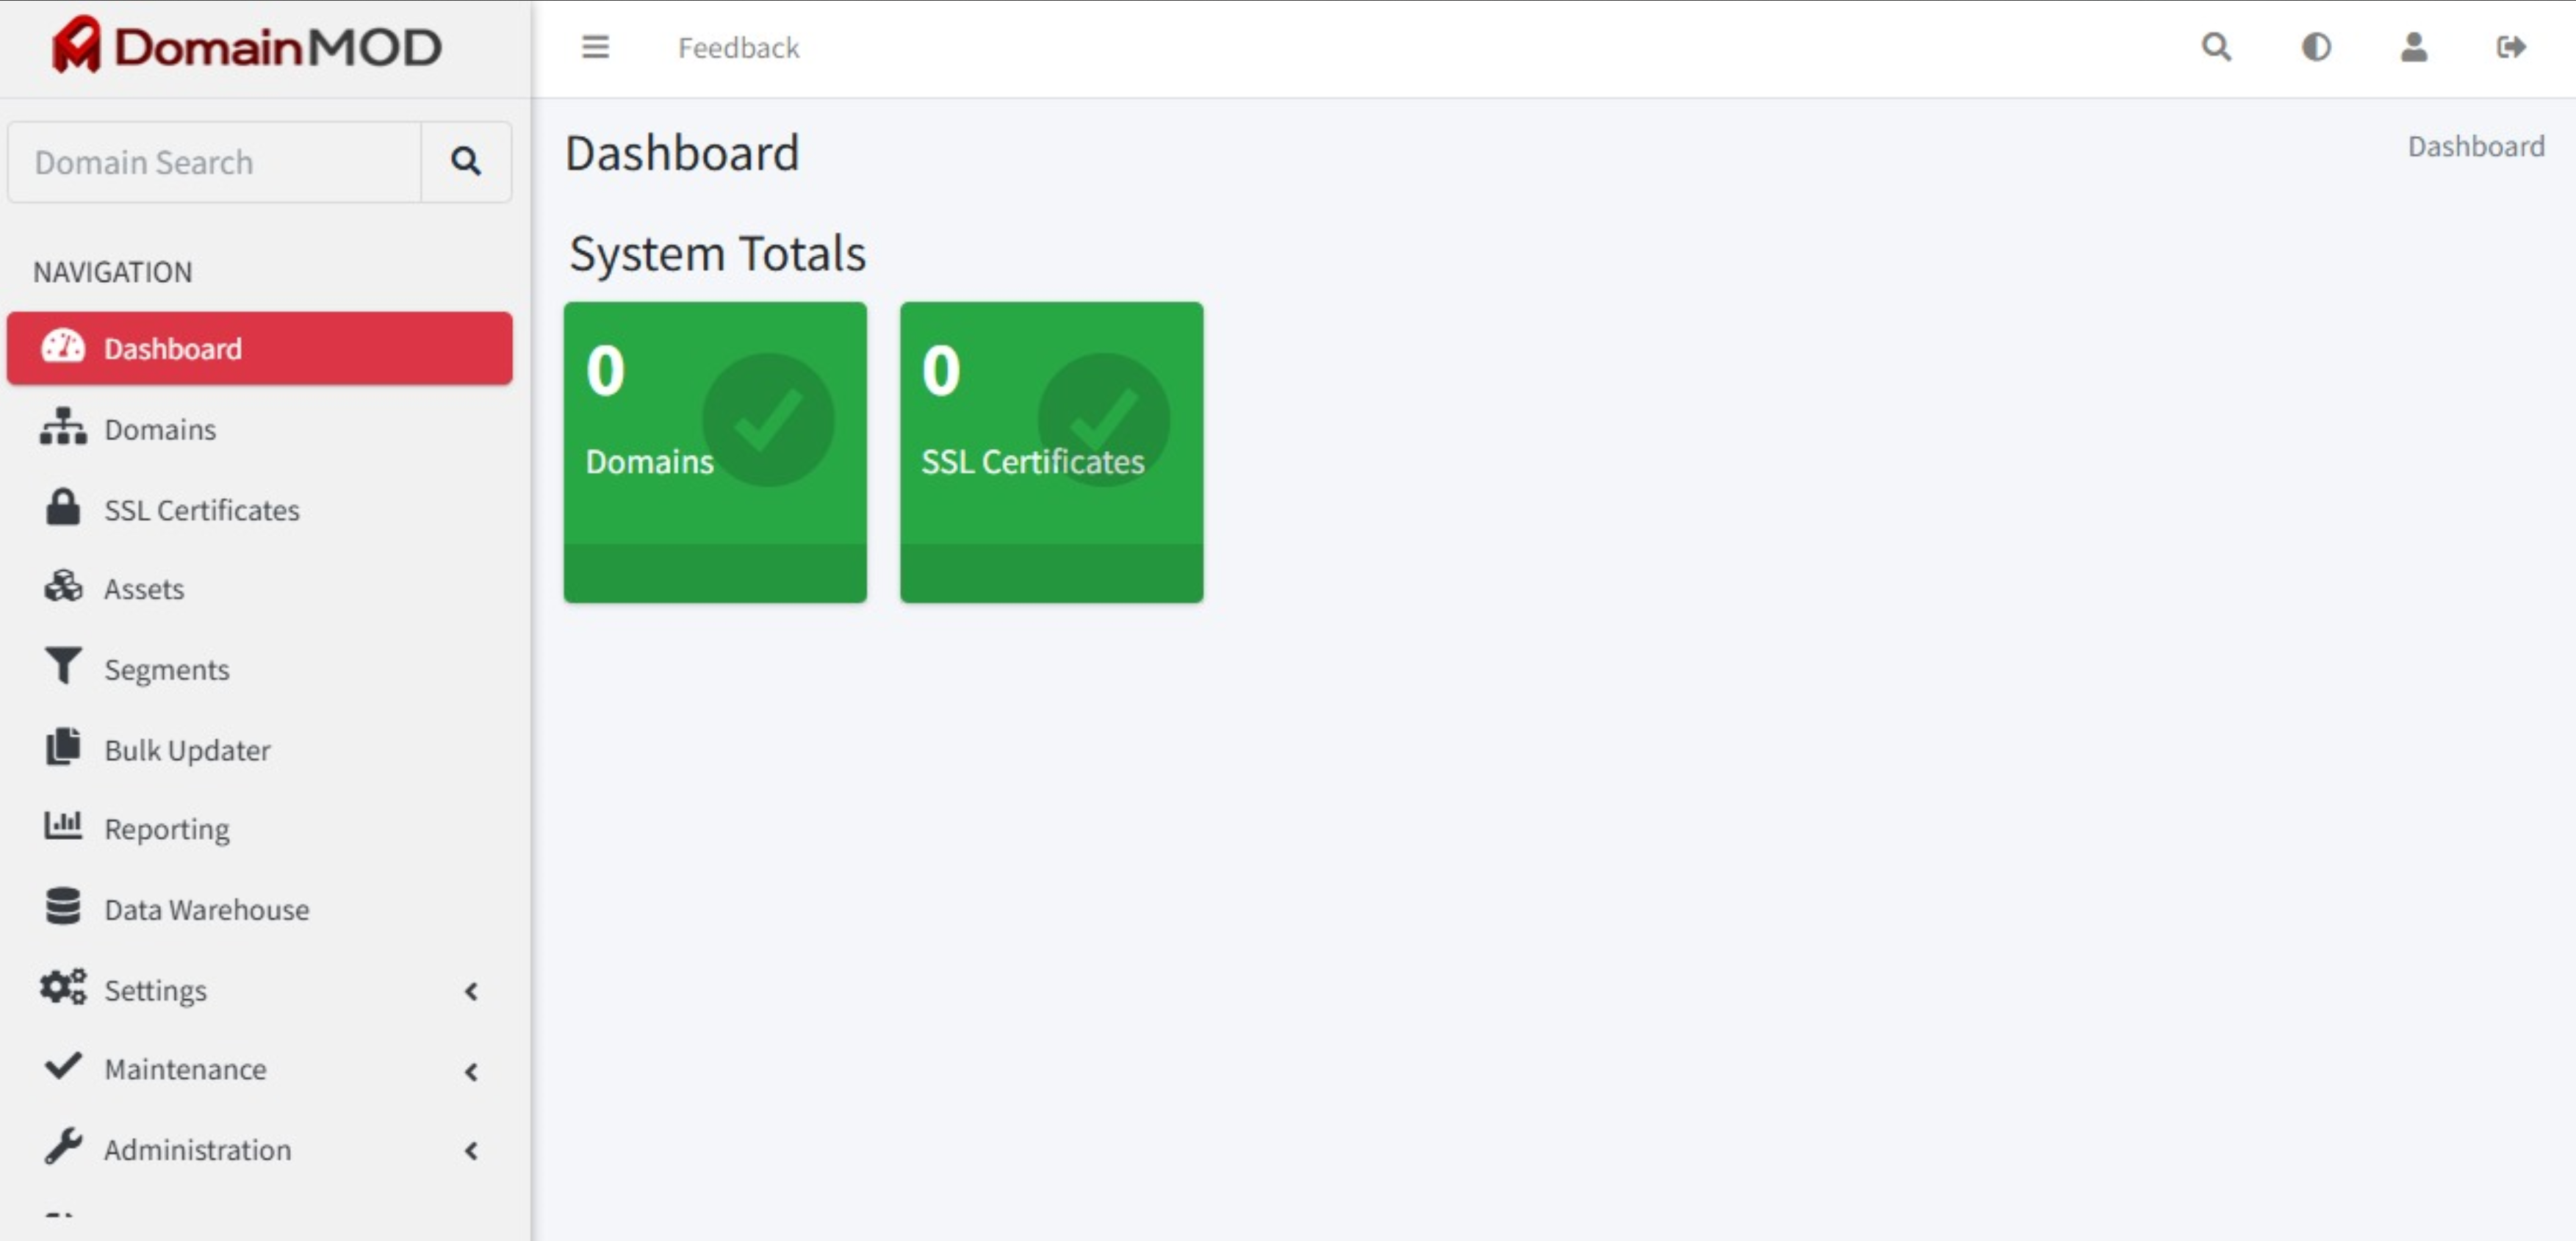 DomainMOD
Feedback
Domain Search
NAVIGATION
Dashboard
Domains
SSL Certificates
Assets
Segments
Bulk Updater
Reporting
Data Warehouse
Settings
Maintenance
Administration
Dashboard
Dashboard
System Totals
0
Domains
0
SSL Certificates